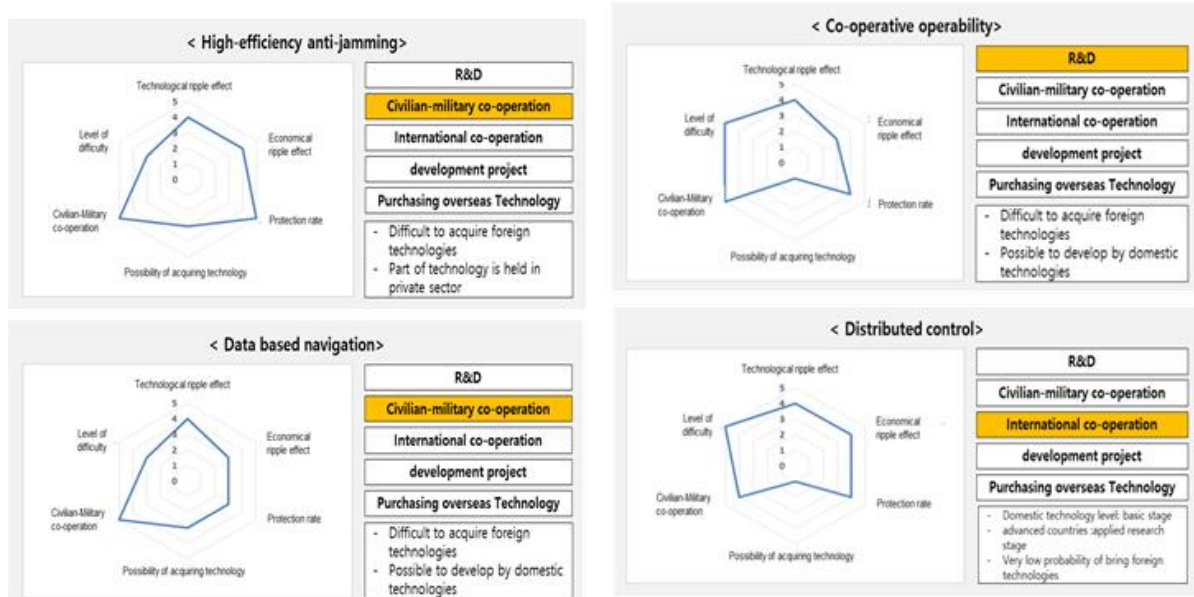 < High-efficiency anti-jamming>
Technological ripple effect
5
4
3
2
1
0
Economical
ripple effect
Protection rate
Possibility of acquiring technology
Civilian-Military
co-operation
Level of
difficulty
R&D
Civilian-military co-operation
International co-operation
development project
Purchasing overseas Technology
- Difficult to acquire foreign
technologies
- Part of technology is held in
private sector
< Co-operative operability>
Technological ripple effect
5
4
3
2
1
0
Economical
ripple effect
Protection rate
Possibility of acquiring technology
Civilian-Military
co-operation
Level of
difficulty
R&D
Civilian-military co-operation
International co-operation
development project
Purchasing overseas Technology
- Difficult to acquire foreign
technologies
- Possible to develop by domestic
technologies
< Data based navigation>
Technological ripple effect
5
4
3
2
1
0
Economical
ripple effect
Protection rate
Possibility of acquiring technology
Civilian-Military
co-operation
Level of
difficulty
R&D
Civilian-military co-operation
International co-operation
development project
Purchasing overseas Technology
- Difficult to acquire foreign
technologies
- Possible to develop by domestic
technologies
< Distributed control>
Technological ripple effect
5
4
3
2
1
0
Economical
ripple effect
Protection rate
Possibility of acquiring technology
Civilian-Military
co-operation
Level of
difficulty
R&D
Civilian-military co-operation
International co-operation
development project
Purchasing overseas Technology
- Domestic technology level: basic stage
- advanced countries :applied research
stage
- Very low probability of bring foreign
technologies